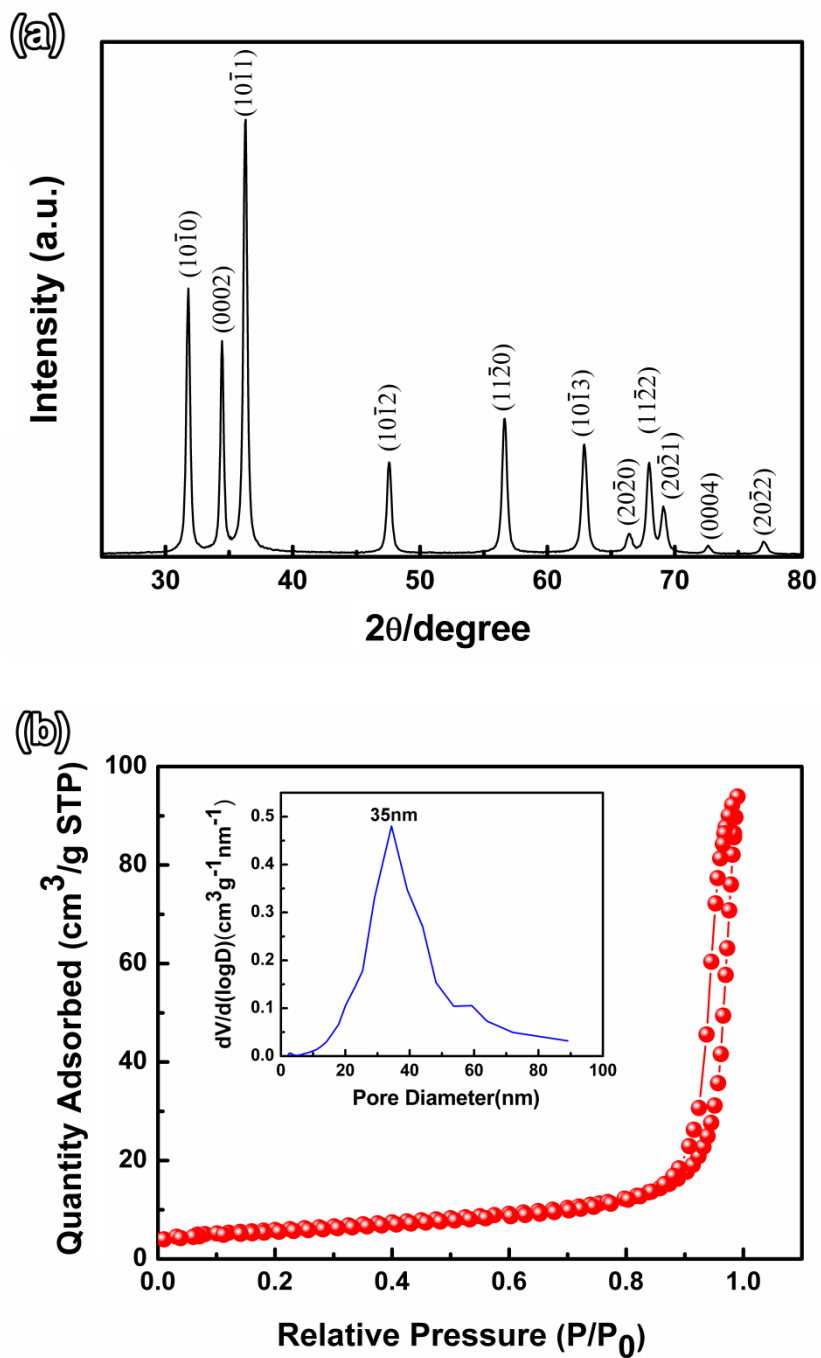 (a)
Intensity (a.u.)
(101̄0)
(0002)
(101̄1)
(101̄2)
(112̄0)
(101̄3)
(202̄0)
(112̄2)
(202̄1)
(0004)
(202̄2)
30 40 50 60 70 80
2θ/degree
(b)
Quantity Adsorbed (cm³/g STP)
100
80
60
40
20
0
0.0 0.2 0.4 0.6 0.8 1.0
Relative Pressure (P/P₀)
dV/d(logD)(cm³g⁻¹nm⁻¹)
0.5
0.4
0.3
0.2
0.1
0.0
35nm
0 20 40 60 80 100
Pore Diameter(nm)